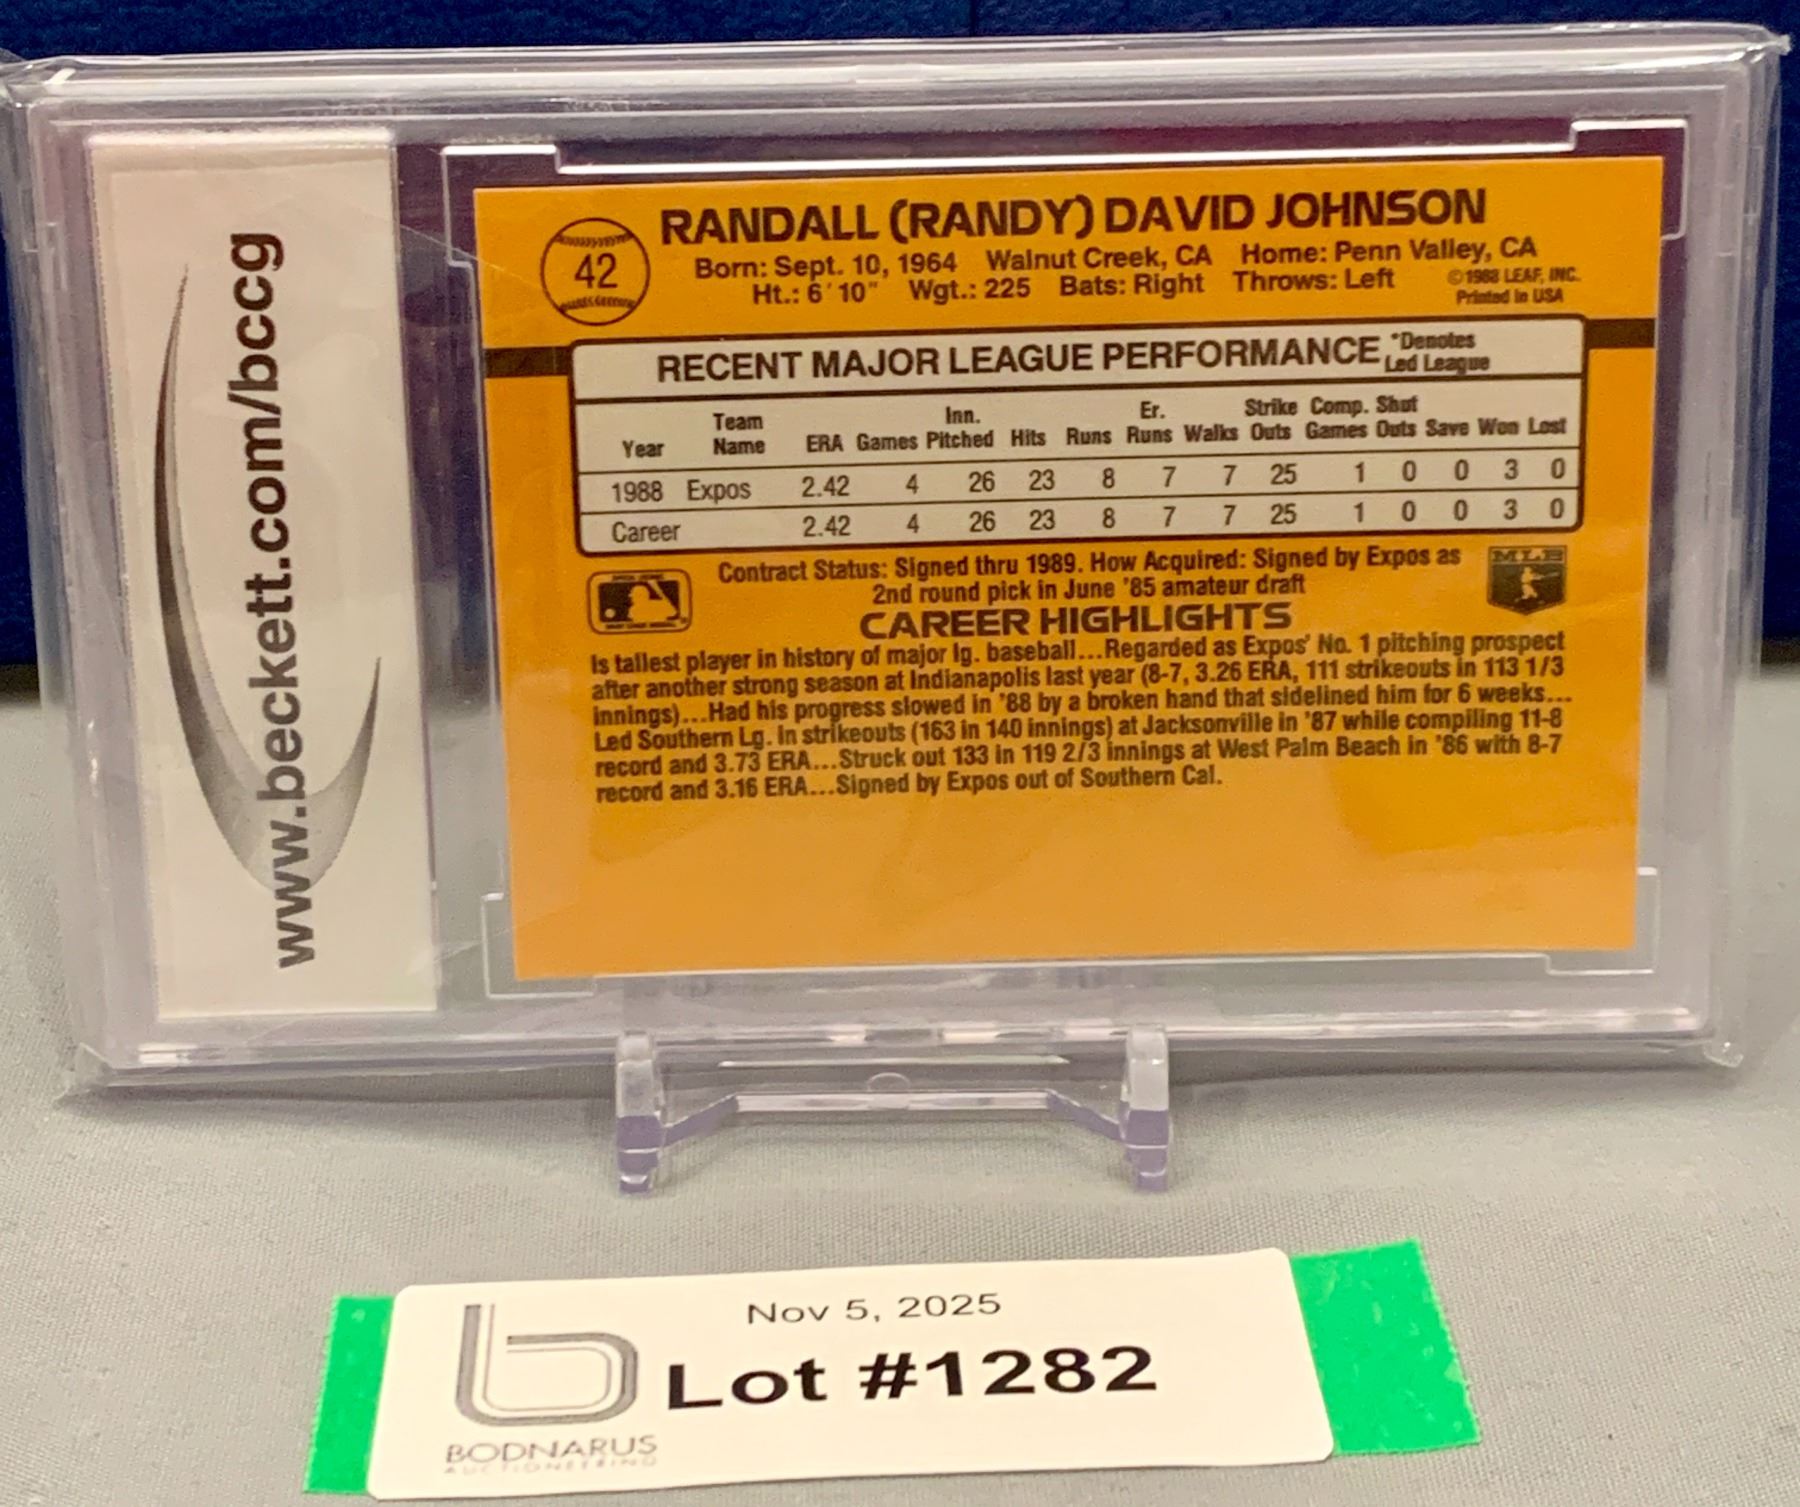 www.beckett.com/bccg
42
RANDALL (RANDY) DAVID JOHNSON
Born: Sept. 10, 1964 Walnut Creek, CA Home: Penn Valley, CA
Ht.: 6' 10" Wgt.: 225 Bats: Right Throws: Left
©1988 LEAF, INC.
Printed in USA
RECENT MAJOR LEAGUE PERFORMANCE *Denotes Led League
Year Team Name ERA Games Inn. Pitched Hits Runs Er. Runs Walks Strike Outs Comp. Games Shut Outs Save Won Lost
1988 Expos 2.42 4 26 23 8 7 7 25 1 0 0 3 0
Career 2.42 4 26 23 8 7 7 25 1 0 0 3 0
Contract Status: Signed thru 1989. How Acquired: Signed by Expos as
2nd round pick in June '85 amateur draft
MLB
CAREER HIGHLIGHTS
Is tallest player in history of major lg. baseball...Regarded as Expos' No. 1 pitching prospect
after another strong season at Indianapolis last year (8-7, 3.26 ERA, 111 strikeouts in 113 1/3
innings)...Had his progress slowed in '88 by a broken hand that sidelined him for 6 weeks...
Led Southern Lg. in strikeouts (163 in 140 innings) at Jacksonville in '87 while compiling 11-8
record and 3.73 ERA...Struck out 133 in 119 2/3 innings at West Palm Beach in '86 with 8-7
record and 3.16 ERA...Signed by Expos out of Southern Cal.
Nov 5, 2025
Lot #1282
BODNARUS
AUCTIONEERING